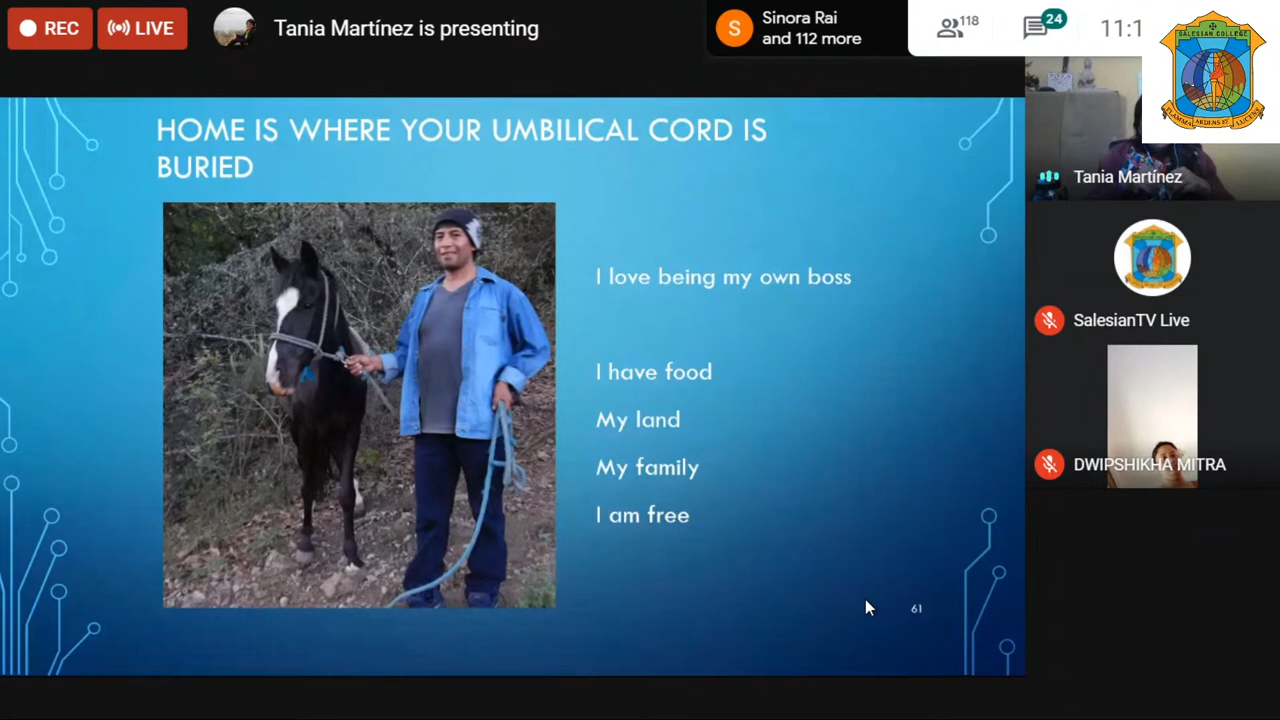 REC
LIVE
Tania Martínez is presenting
S
Sinora Rai
and 112 more
118
24
11:1
SALESIAN COLLEGE
HOME IS WHERE YOUR UMBILICAL CORD IS
BURIED
I love being my own boss
I have food
My land
My family
I am free
61
Tania Martínez
SalesianTV Live
DWIPSHIKHA MITRA